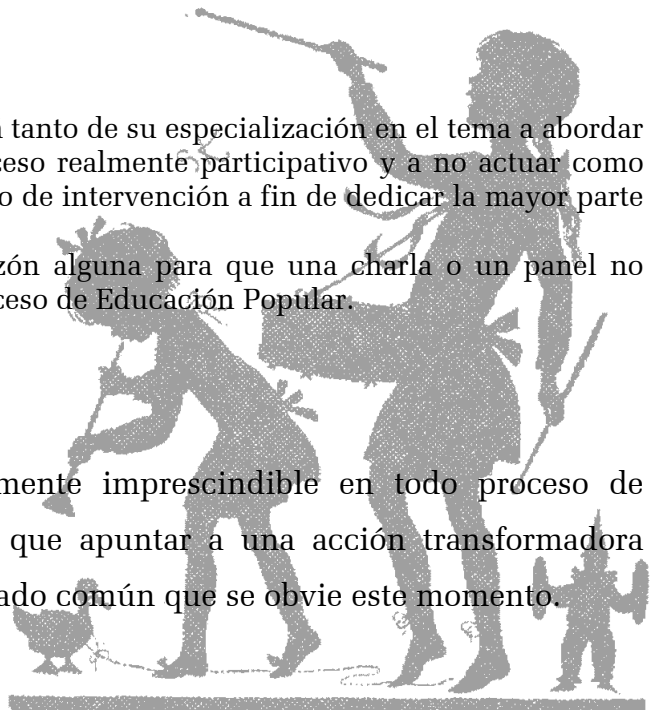 tanto de su especialización en el tema a abordar
eso realmente participativo y a no actuar como
o de intervención a fin de dedicar la mayor parte
zón alguna para que una charla o un panel no
ceso de Educación Popular.
mente imprescindible en todo proceso de
que apuntar a una acción transformadora
ado común que se obvie este momento.